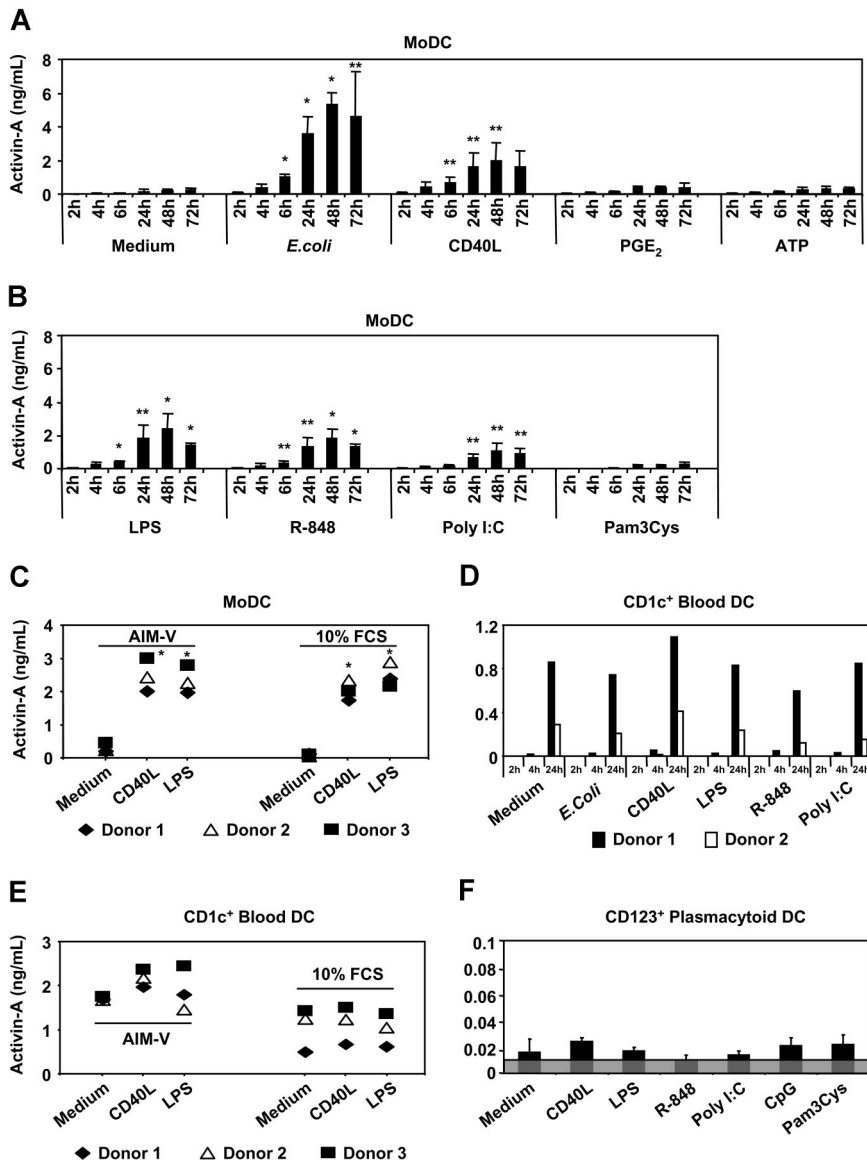 A
MoDC
Activin-A (ng/mL)
8
6
4
2
0
2h 4h 6h 24h 48h 72h 2h 4h 6h 24h 48h 72h 2h 4h 6h 24h 48h 72h 2h 4h 6h 24h 48h 72h 2h 4h 6h 24h 48h 72h
* * * ** ** ** **
Medium E.coli CD40L PGE2 ATP
B
MoDC
Activin-A (ng/mL)
8
6
4
2
0
* ** * * ** ** * * ** ** **
2h 4h 6h 24h 48h 72h 2h 4h 6h 24h 48h 72h 2h 4h 6h 24h 48h 72h 2h 4h 6h 24h 48h 72h
LPS R-848 Poly I:C Pam3Cys
C
MoDC
Activin-A (ng/mL)
4
3
2
1
0
AIM-V 10% FCS
* * * *
Medium CD40L LPS Medium CD40L LPS
Donor 1 Donor 2 Donor 3
D
CD1c+ Blood DC
1.2
0.8
0.4
0
2h 4h 24h 2h 4h 24h 2h 4h 24h 2h 4h 24h 2h 4h 24h 2h 4h 24h
Medium E.Coli CD40L LPS R-848 Poly I:C
Donor 1 Donor 2
E
CD1c+ Blood DC
Activin-A (ng/mL)
3
2
1
0
10% FCS
AIM-V
Medium CD40L LPS Medium CD40L LPS
Donor 1 Donor 2 Donor 3
F
CD123+ Plasmacytoid DC
0.1
0.08
0.06
0.04
0.02
0
Medium CD40L LPS R-848 Poly I:C CpG Pam3Cys